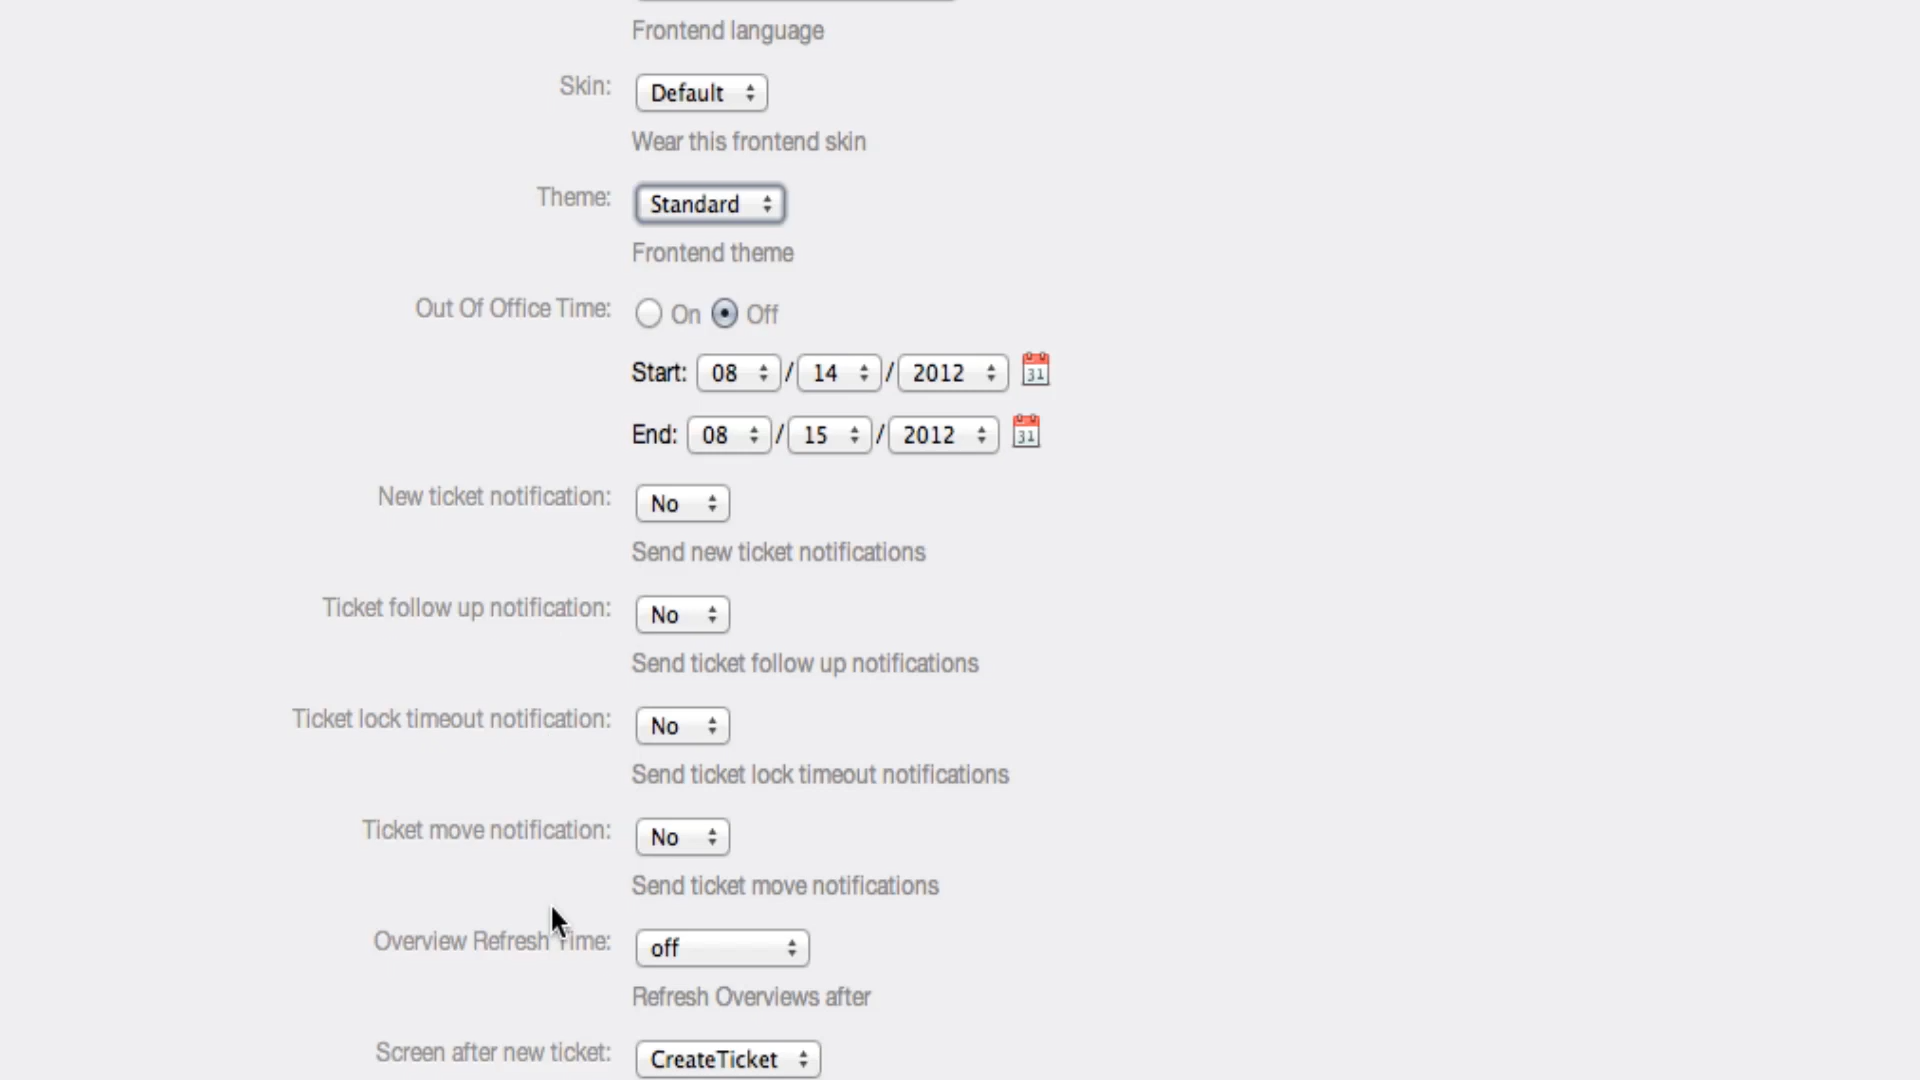 Frontend language
Skin: Default
Wear this frontend skin
Theme: Standard
Frontend theme
Out Of Office Time: On Off
Start: 08 / 14 / 2012 31
End: 08 / 15 / 2012 31
New ticket notification: No
Send new ticket notifications
Ticket follow up notification: No
Send ticket follow up notifications
Ticket lock timeout notification: No
Send ticket lock timeout notifications
Ticket move notification: No
Send ticket move notifications
Overview Refresh Time: off
Refresh Overviews after
Screen after new ticket: CreateTicket